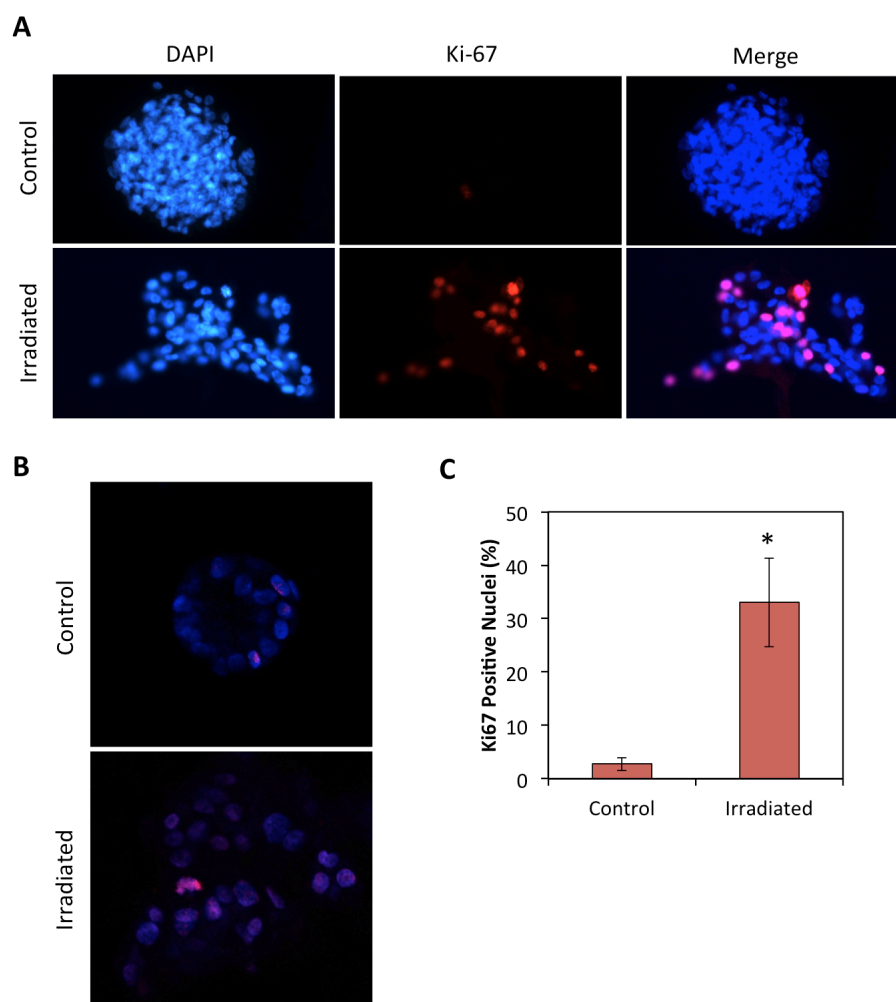 A
DAPI Ki-67 Merge
Control
Irradiated
B
Control
Irradiated
C
Ki67 Positive Nuclei (%)
50
40
30
20
10
0
*
Control Irradiated